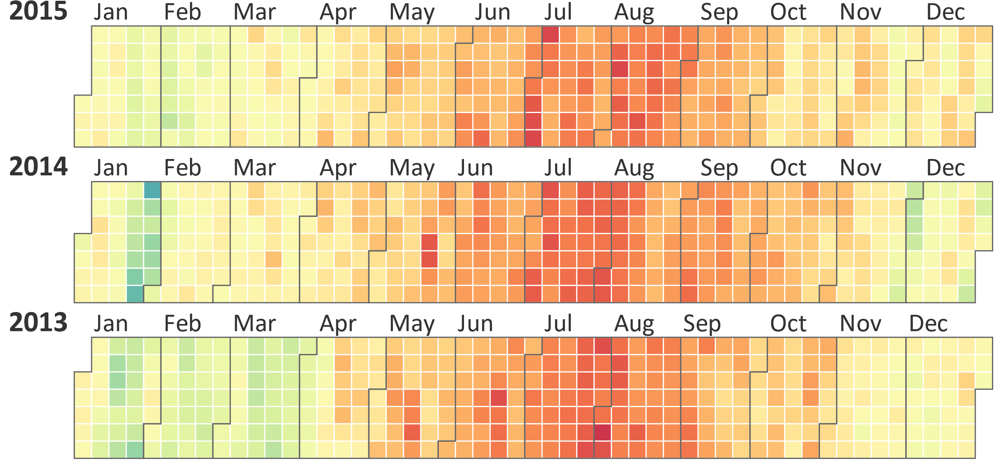 2015 Jan Feb Mar Apr May Jun Jul Aug Sep Oct Nov Dec
2014 Jan Feb Mar Apr May Jun Jul Aug Sep Oct Nov Dec
2013 Jan Feb Mar Apr May Jun Jul Aug Sep Oct Nov Dec